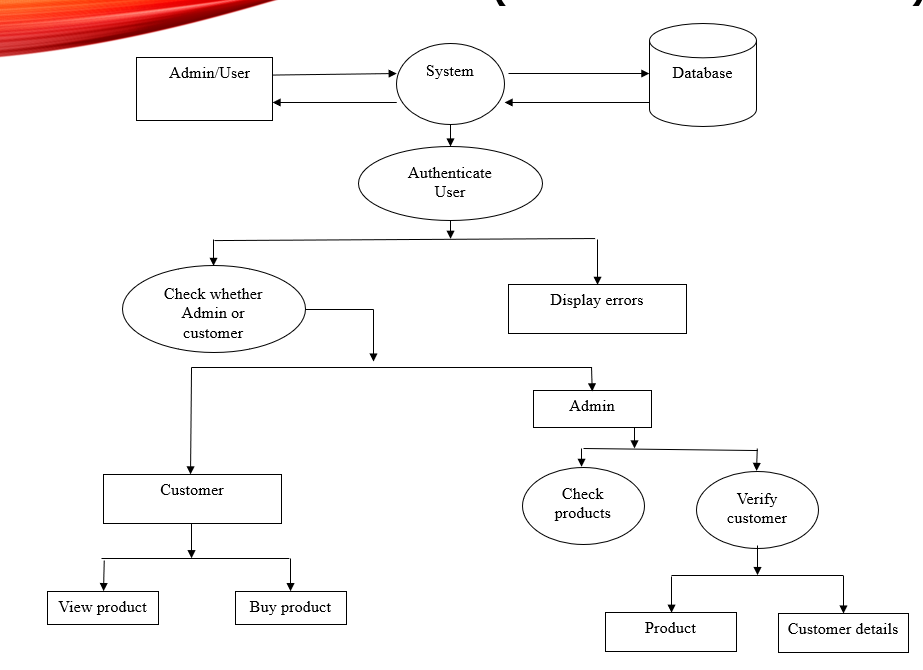 Admin/User
System
Database
Authenticate
User
Check whether
Admin or
customer
Display errors
Admin
Customer
Check
products
Verify
customer
View product
Buy product
Product
Customer details